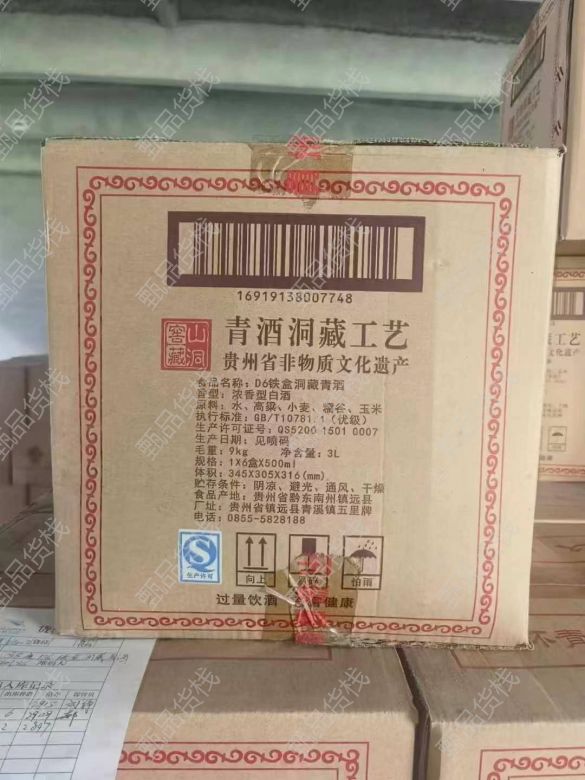 16919138007748
山洞
窖藏
青酒洞藏工艺
贵州省非物质文化遗产
食品名称：D6铁盒洞藏青酒
香型：浓香型白酒
原料：水、高粱、小麦、糯谷、玉米
执行标准：GB/T10781.1（优级）
生产许可证号：QS5200 1501 0007
生产日期：见喷码
毛重：9kg 净含量：3L
规格：1X6盒X500ml
体积：345X305X316(mm)
贮存条件：阴凉、避光、通风、干燥
食品产地：贵州省黔东南州镇远县
厂址：贵州省镇远县青溪镇五里牌
电话：0855-5828188
QS
生产许可
向上
怕雨
过量饮酒
健康
甄品货栈